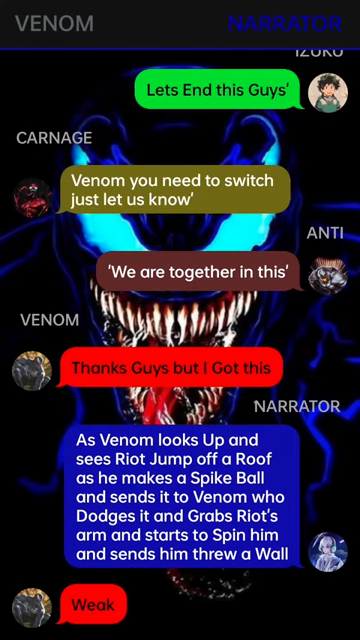 VENOM
NARRATOR
IZUKU
Lets End this Guys'
CARNAGE
Venom you need to switch
just let us know'
ANTI
'We are together in this'
VENOM
Thanks Guys but I Got this
NARRATOR
As Venom looks Up and
sees Riot Jump off a Roof
as he makes a Spike Ball
and sends it to Venom who
Dodges it and Grabs Riot's
arm and starts to Spin him
and sends him threw a Wall
Weak